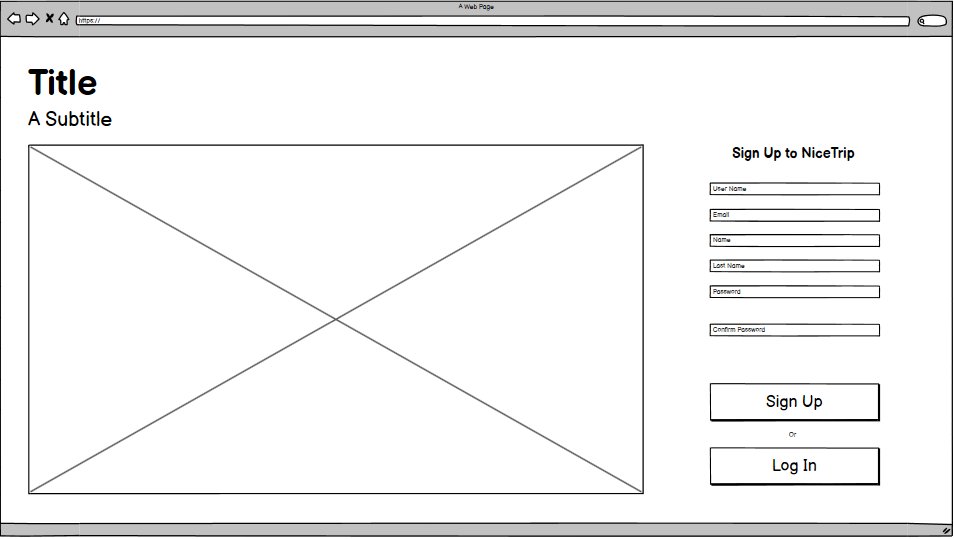 A Web Page
https://
Title
A Subtitle
Sign Up to NiceTrip
User Name
Email
Name
Last Name
Password
Confirm Password
Sign Up
Or
Log In